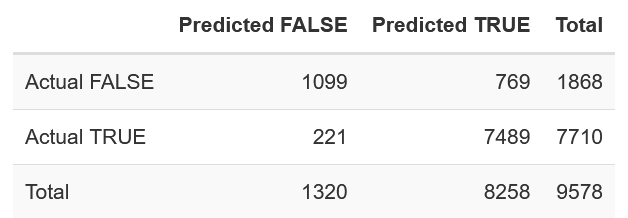 Predicted FALSE Predicted TRUE Total
Actual FALSE 1099 769 1868
Actual TRUE 221 7489 7710
Total 1320 8258 9578